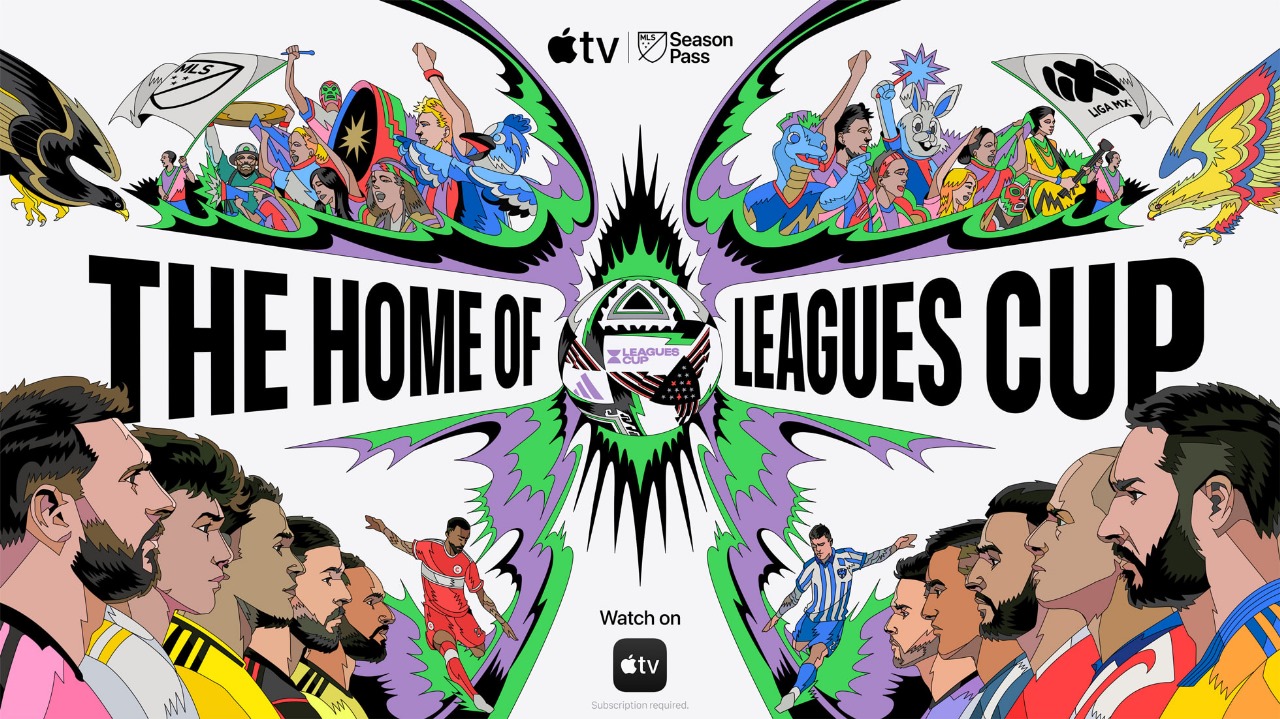 tv
MLS
Season
Pass
MLS
LIGA MX
THE HOME OF
LEAGUES CUP
LEAGUES
CUP
Watch on
tv
Subscription required.